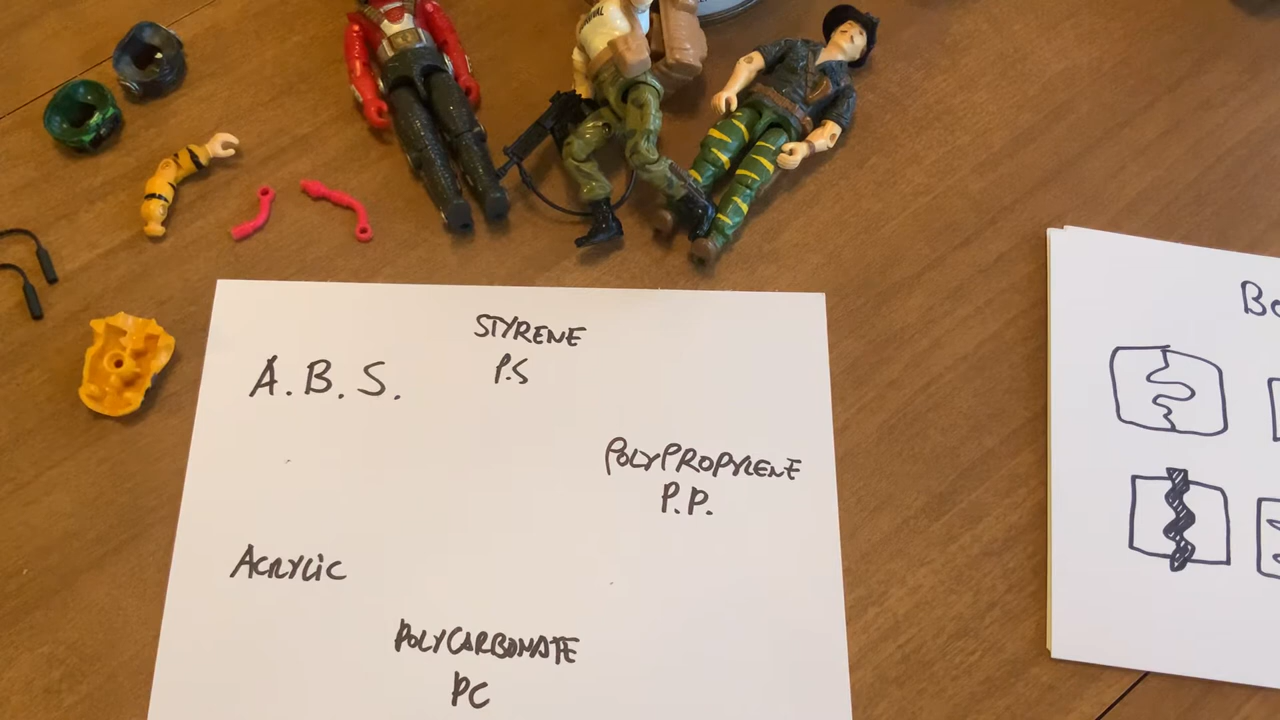 STYRENE
P.S
A.B.S.
POLYPROPYLENE
P.P.
ACRYLIC
POLYCARBONATE
PC